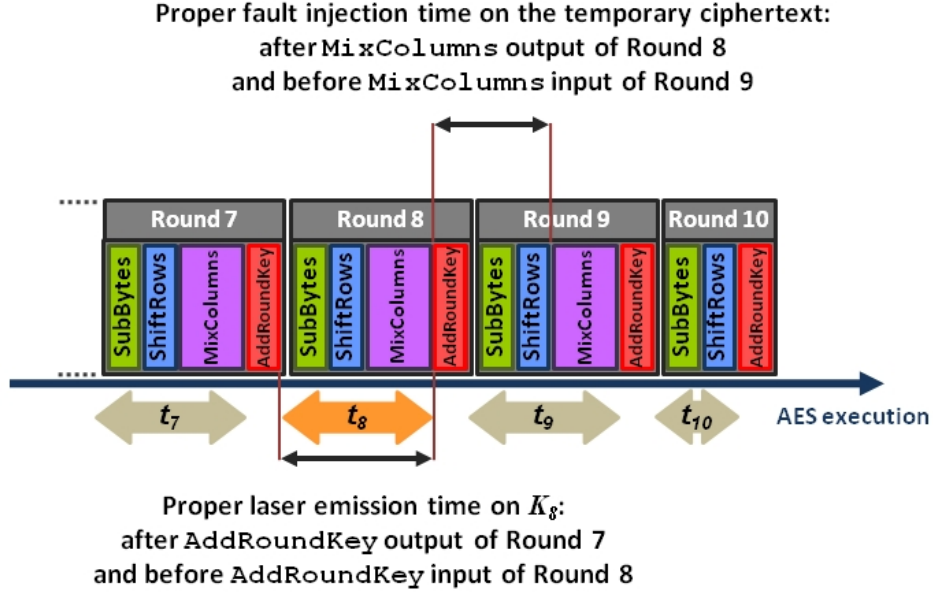 Proper fault injection time on the temporary ciphertext:
after MixColumns output of Round 8
and before MixColumns input of Round 9
Round 7 Round 8 Round 9 Round 10
SubBytes ShiftRows MixColumns AddRoundKey SubBytes ShiftRows MixColumns AddRoundKey SubBytes ShiftRows MixColumns AddRoundKey SubBytes ShiftRows AddRoundKey
t7 t8 t9 t10 AES execution
Proper laser emission time on K8:
after AddRoundKey output of Round 7
and before AddRoundKey input of Round 8